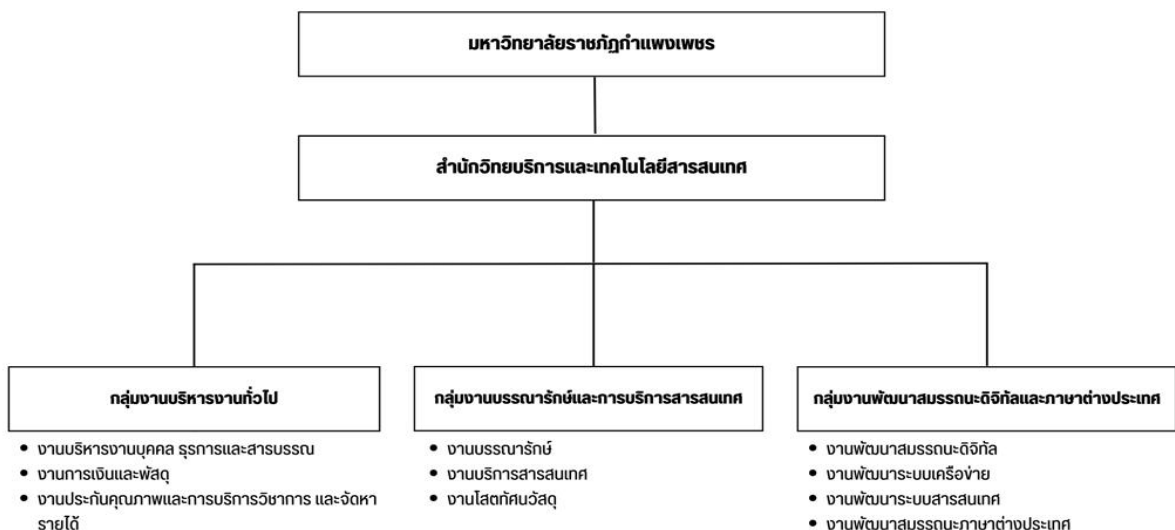 มหาวิทยาลัยราชภัฏกำแพงเพชร
สำนักวิทยบริการและเทคโนโลยีสารสนเทศ
กลุ่มงานบริหารงานทั่วไป
• งานบริหารงานบุคคล ธุรการและสารบรรณ
• งานการเงินและพัสดุ
• งานประกันคุณภาพและการบริการวิชาการ และจัดหา
รายได้
กลุ่มงานบรรณารักษ์และการบริการสารสนเทศ
• งานบรรณารักษ์
• งานบริการสารสนเทศ
• งานโสตทัศนวัสดุ
กลุ่มงานพัฒนาสมรรถนะดิจิทัลและภาษาต่างประเทศ
• งานพัฒนาสมรรถนะดิจิทัล
• งานพัฒนาระบบเครือข่าย
• งานพัฒนาระบบสารสนเทศ
• งานพัฒนาสมรรถนะภาษาต่างประเทศ